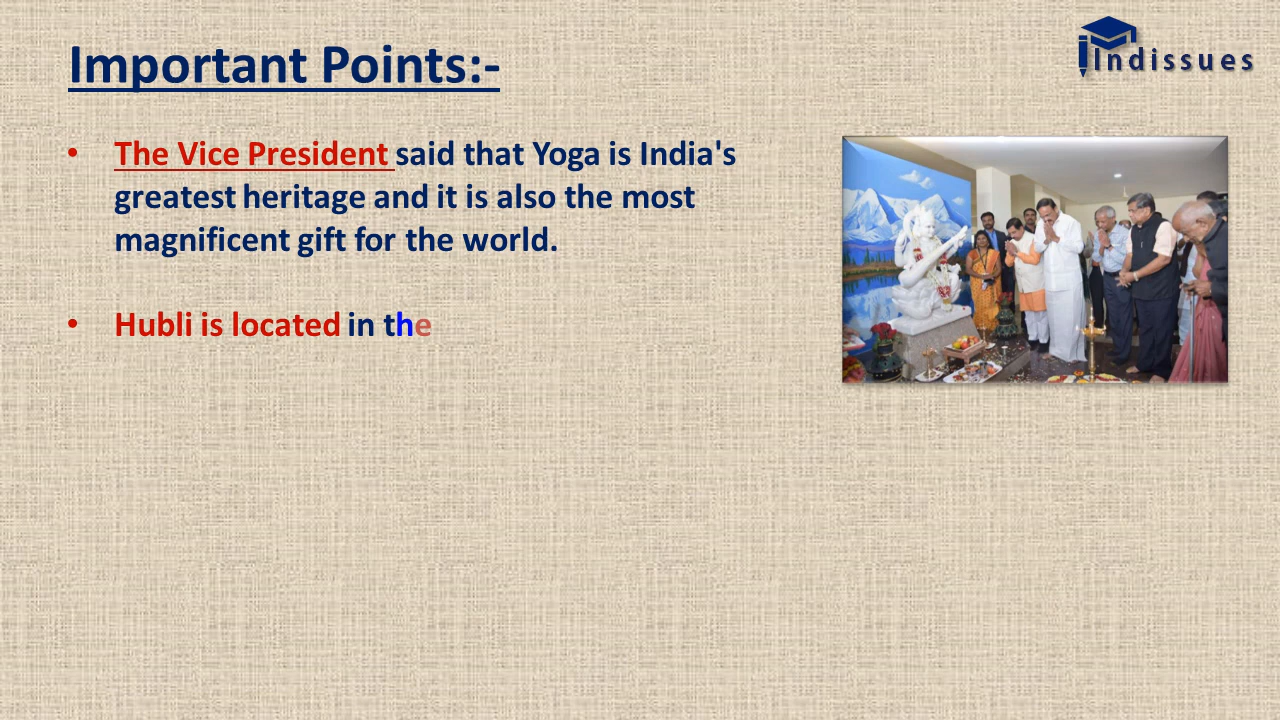 Important Points:-
Indissues
• The Vice President said that Yoga is India's
greatest heritage and it is also the most
magnificent gift for the world.
• Hubli is located in the